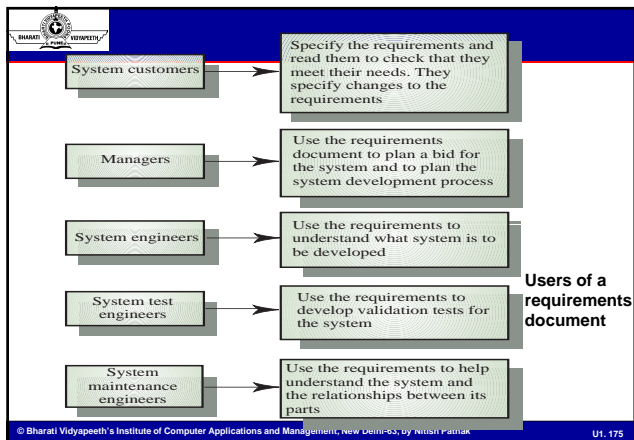 BHARATI
VIDYAPEETH
PUNE
System customers
Specify the requirements and
read them to check that they
meet their needs. They
specify changes to the
requirements
Managers
Use the requirements
document to plan a bid for
the system and to plan the
system development process
System engineers
Use the requirements to
understand what system is to
be developed
System test
engineers
Use the requirements to
develop validation tests for
the system
System
maintenance
engineers
Use the requirements to help
understand the system and
the relationships between its
parts
Users of a
requirements
document
© Bharati Vidyapeeth's Institute of Computer Applications and Management, New Delhi-63, by Nitish Pathak
U1. 175